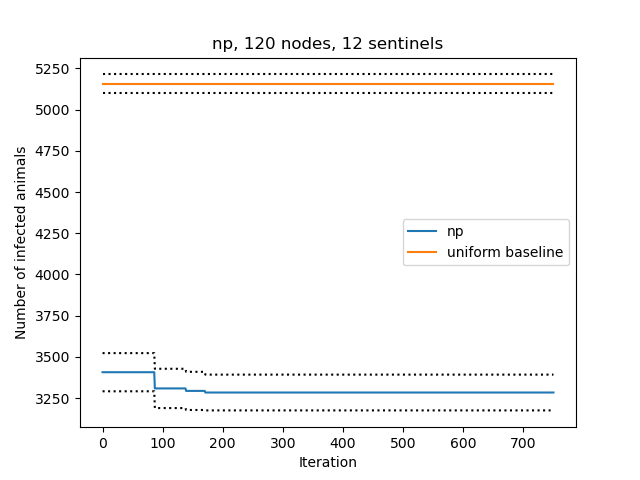 np, 120 nodes, 12 sentinels
5250
5000
4750
4500
4250
4000
3750
3500
3250
Number of infected animals
np
uniform baseline
0 100 200 300 400 500 600 700
Iteration